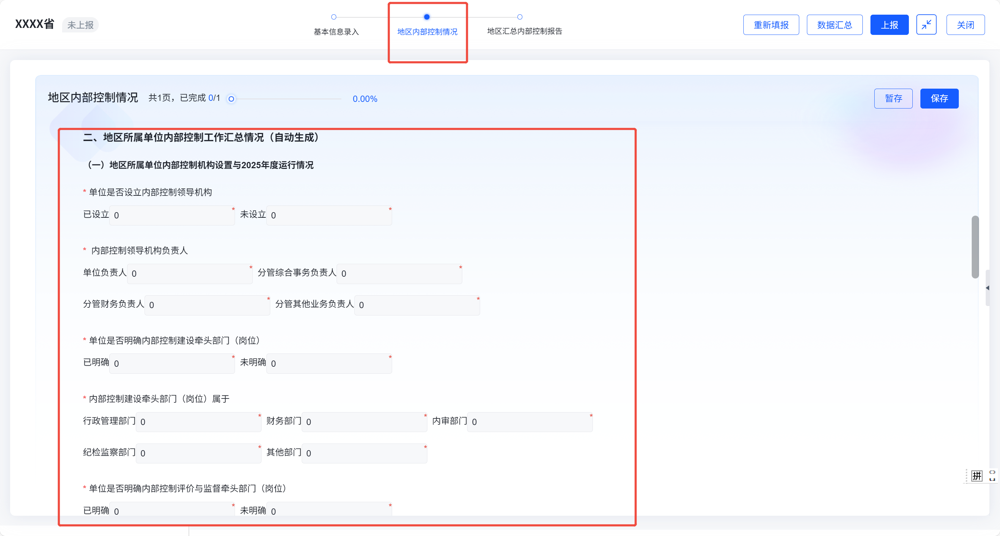 XXXX省 未上报
基本信息录入 地区内部控制情况 地区汇总内部控制报告
重新填报 数据汇总 上报 关闭
地区内部控制情况 共1页，已完成 0/1 0.00%
暂存 保存
二、地区所属单位内部控制工作汇总情况（自动生成）
（一）地区所属单位内部控制机构设置与2025年度运行情况
* 单位是否设立内部控制领导机构
已设立 0 * 未设立 0 *
* 内部控制领导机构负责人
单位负责人 0 * 分管综合事务负责人 0 *
分管财务负责人 0 * 分管其他业务负责人 0 *
* 单位是否明确内部控制建设牵头部门（岗位）
已明确 0 * 未明确 0 *
* 内部控制建设牵头部门（岗位）属于
行政管理部门 0 * 财务部门 0 * 内审部门 0 *
纪检监察部门 0 * 其他部门 0 *
拼
* 单位是否明确内部控制评价与监督牵头部门（岗位）
已明确 0 * 未明确 0 *